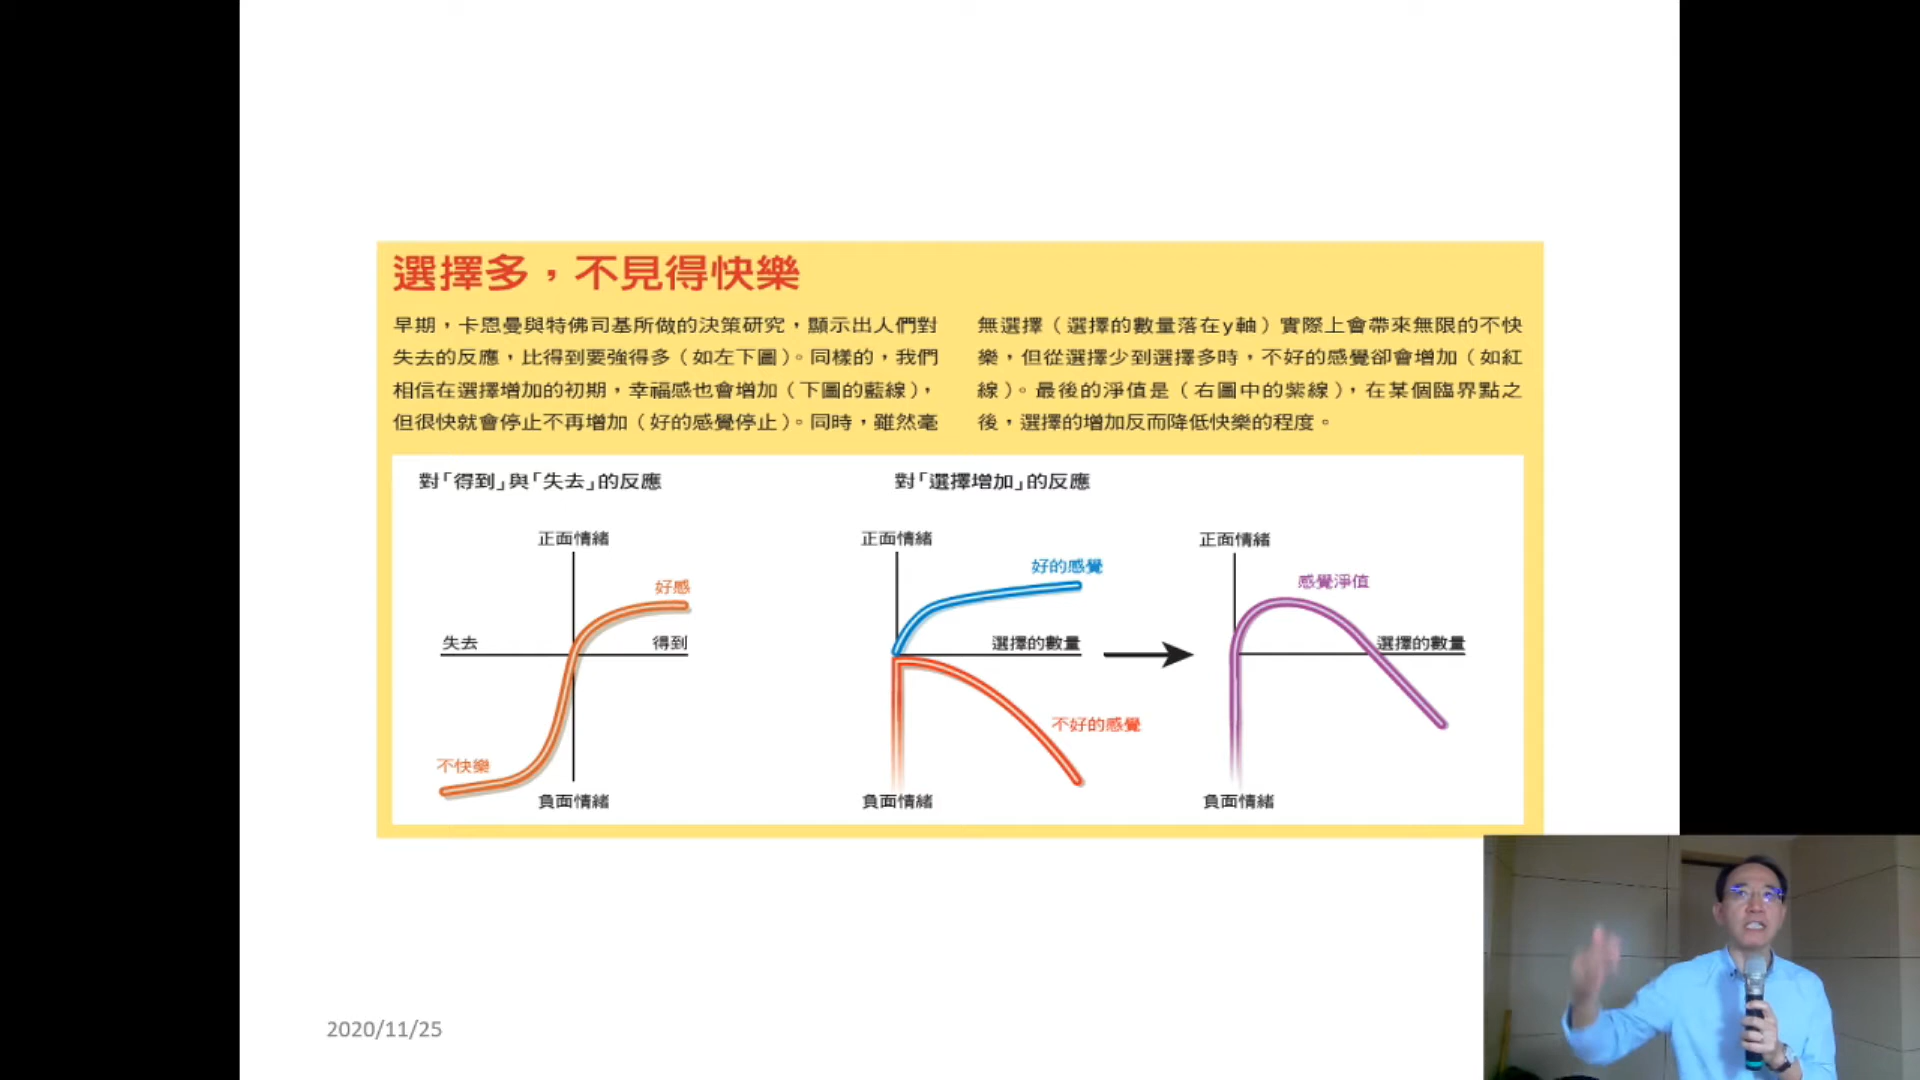 選擇多，不見得快樂
早期，卡恩曼與特佛司基所做的決策研究，顯示出人們對
失去的反應，比得到要強得多（如左下圖）。同樣的，我們
相信在選擇增加的初期，幸福感也會增加（下圖的藍線），
但很快就會停止不再增加（好的感覺停止）。同時，雖然毫
無選擇（選擇的數量落在y軸）實際上會帶來無限的不快
樂，但從選擇少到選擇多時，不好的感覺卻會增加（如紅
線）。最後的淨值是（右圖中的紫線），在某個臨界點之
後，選擇的增加反而降低快樂的程度。
對「得到」與「失去」的反應
正面情緒
好感
失去
得到
不快樂
負面情緒
對「選擇增加」的反應
正面情緒
好的感覺
選擇的數量
不好的感覺
負面情緒
正面情緒
感覺淨值
選擇的數量
負面情緒
2020/11/25